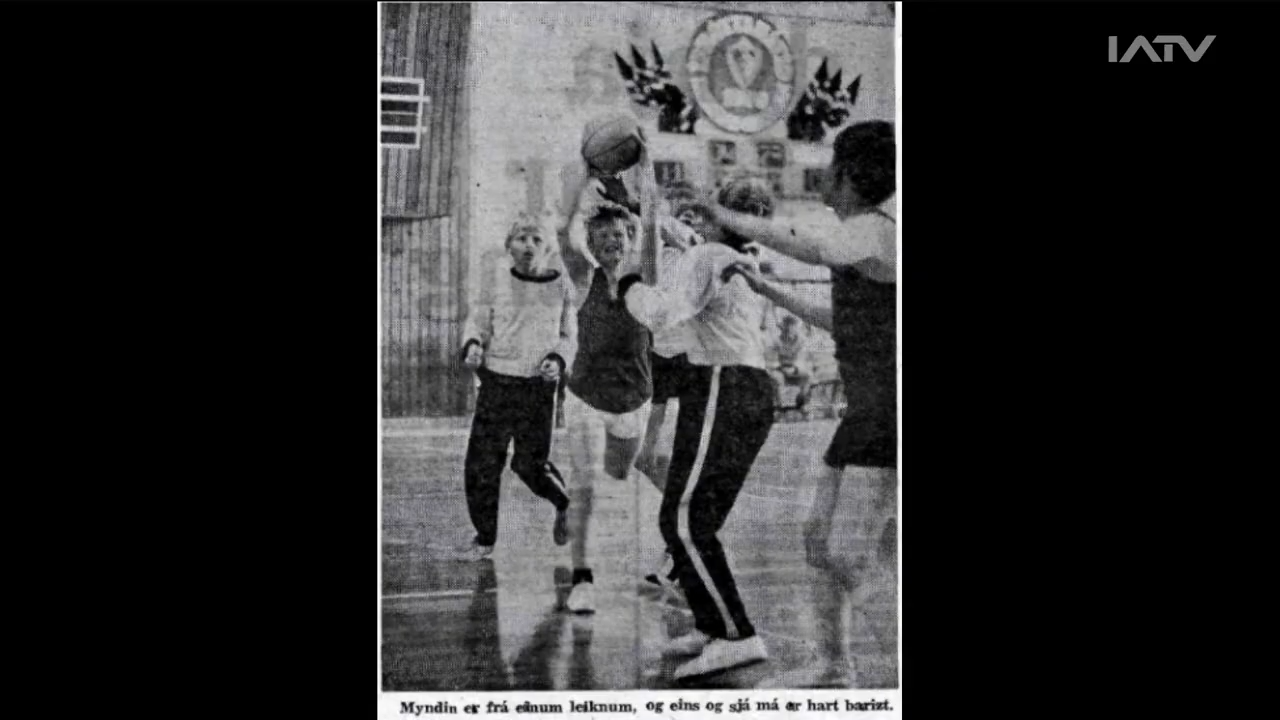 IATV
Myndin er frá einum leiknum, og eins og sjá má er hart barizt.